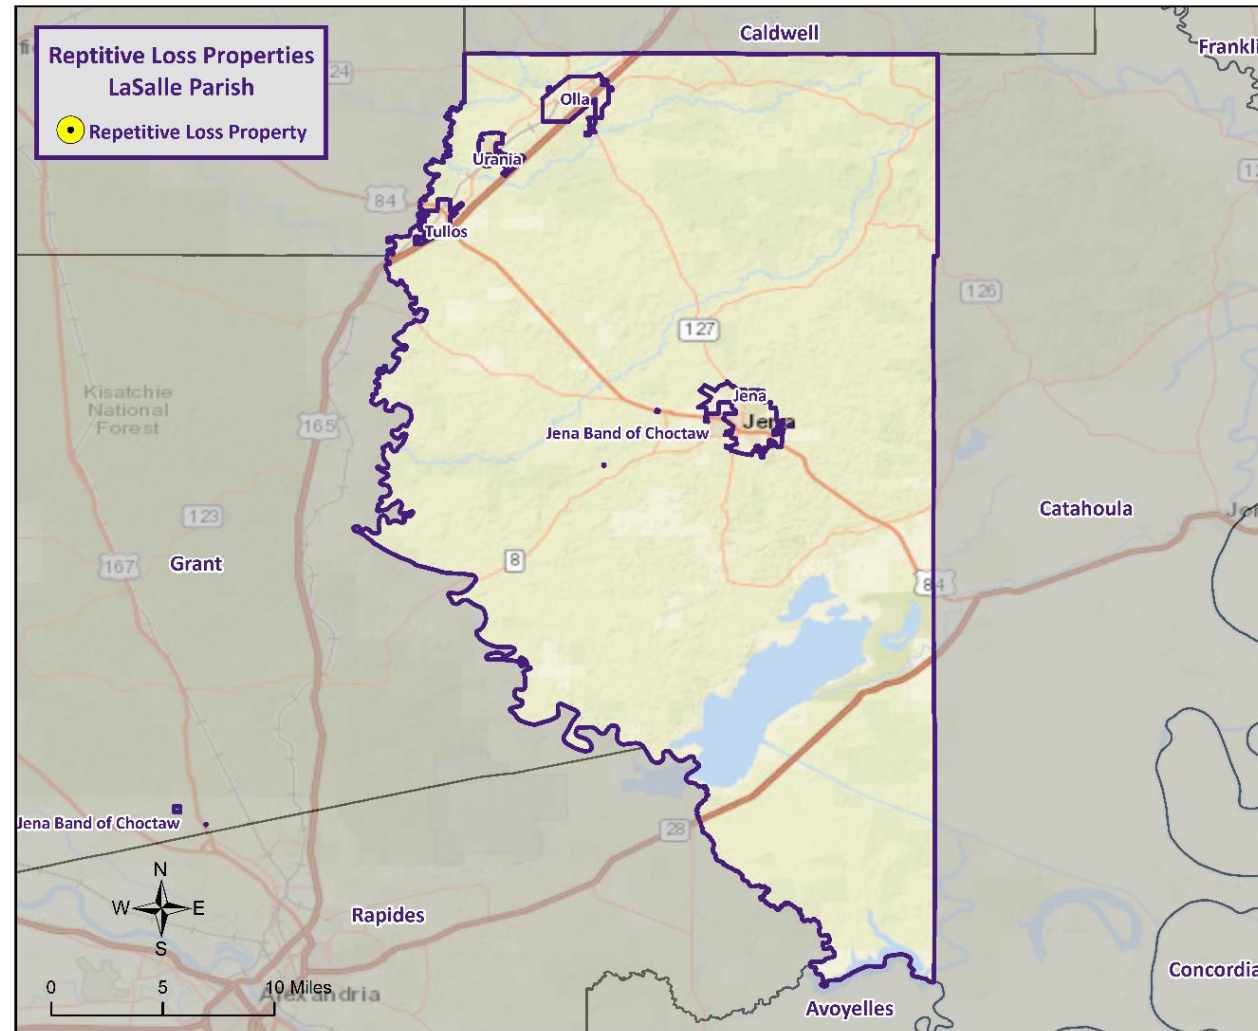 Reptitive Loss Properties
LaSalle Parish
Repetitive Loss Property
Caldwell
24
Olla
Urania
84
Tullos
126
127
Kisatchie
National
Forest
165
Jena
Jena
Jena Band of Choctaw
123
Catahoula
Grant
167
8
84
Jena Band of Choctaw
28
N
W
E
S
Rapides
0
5
10 Miles
Alexandria
Concordia
Avoyelles